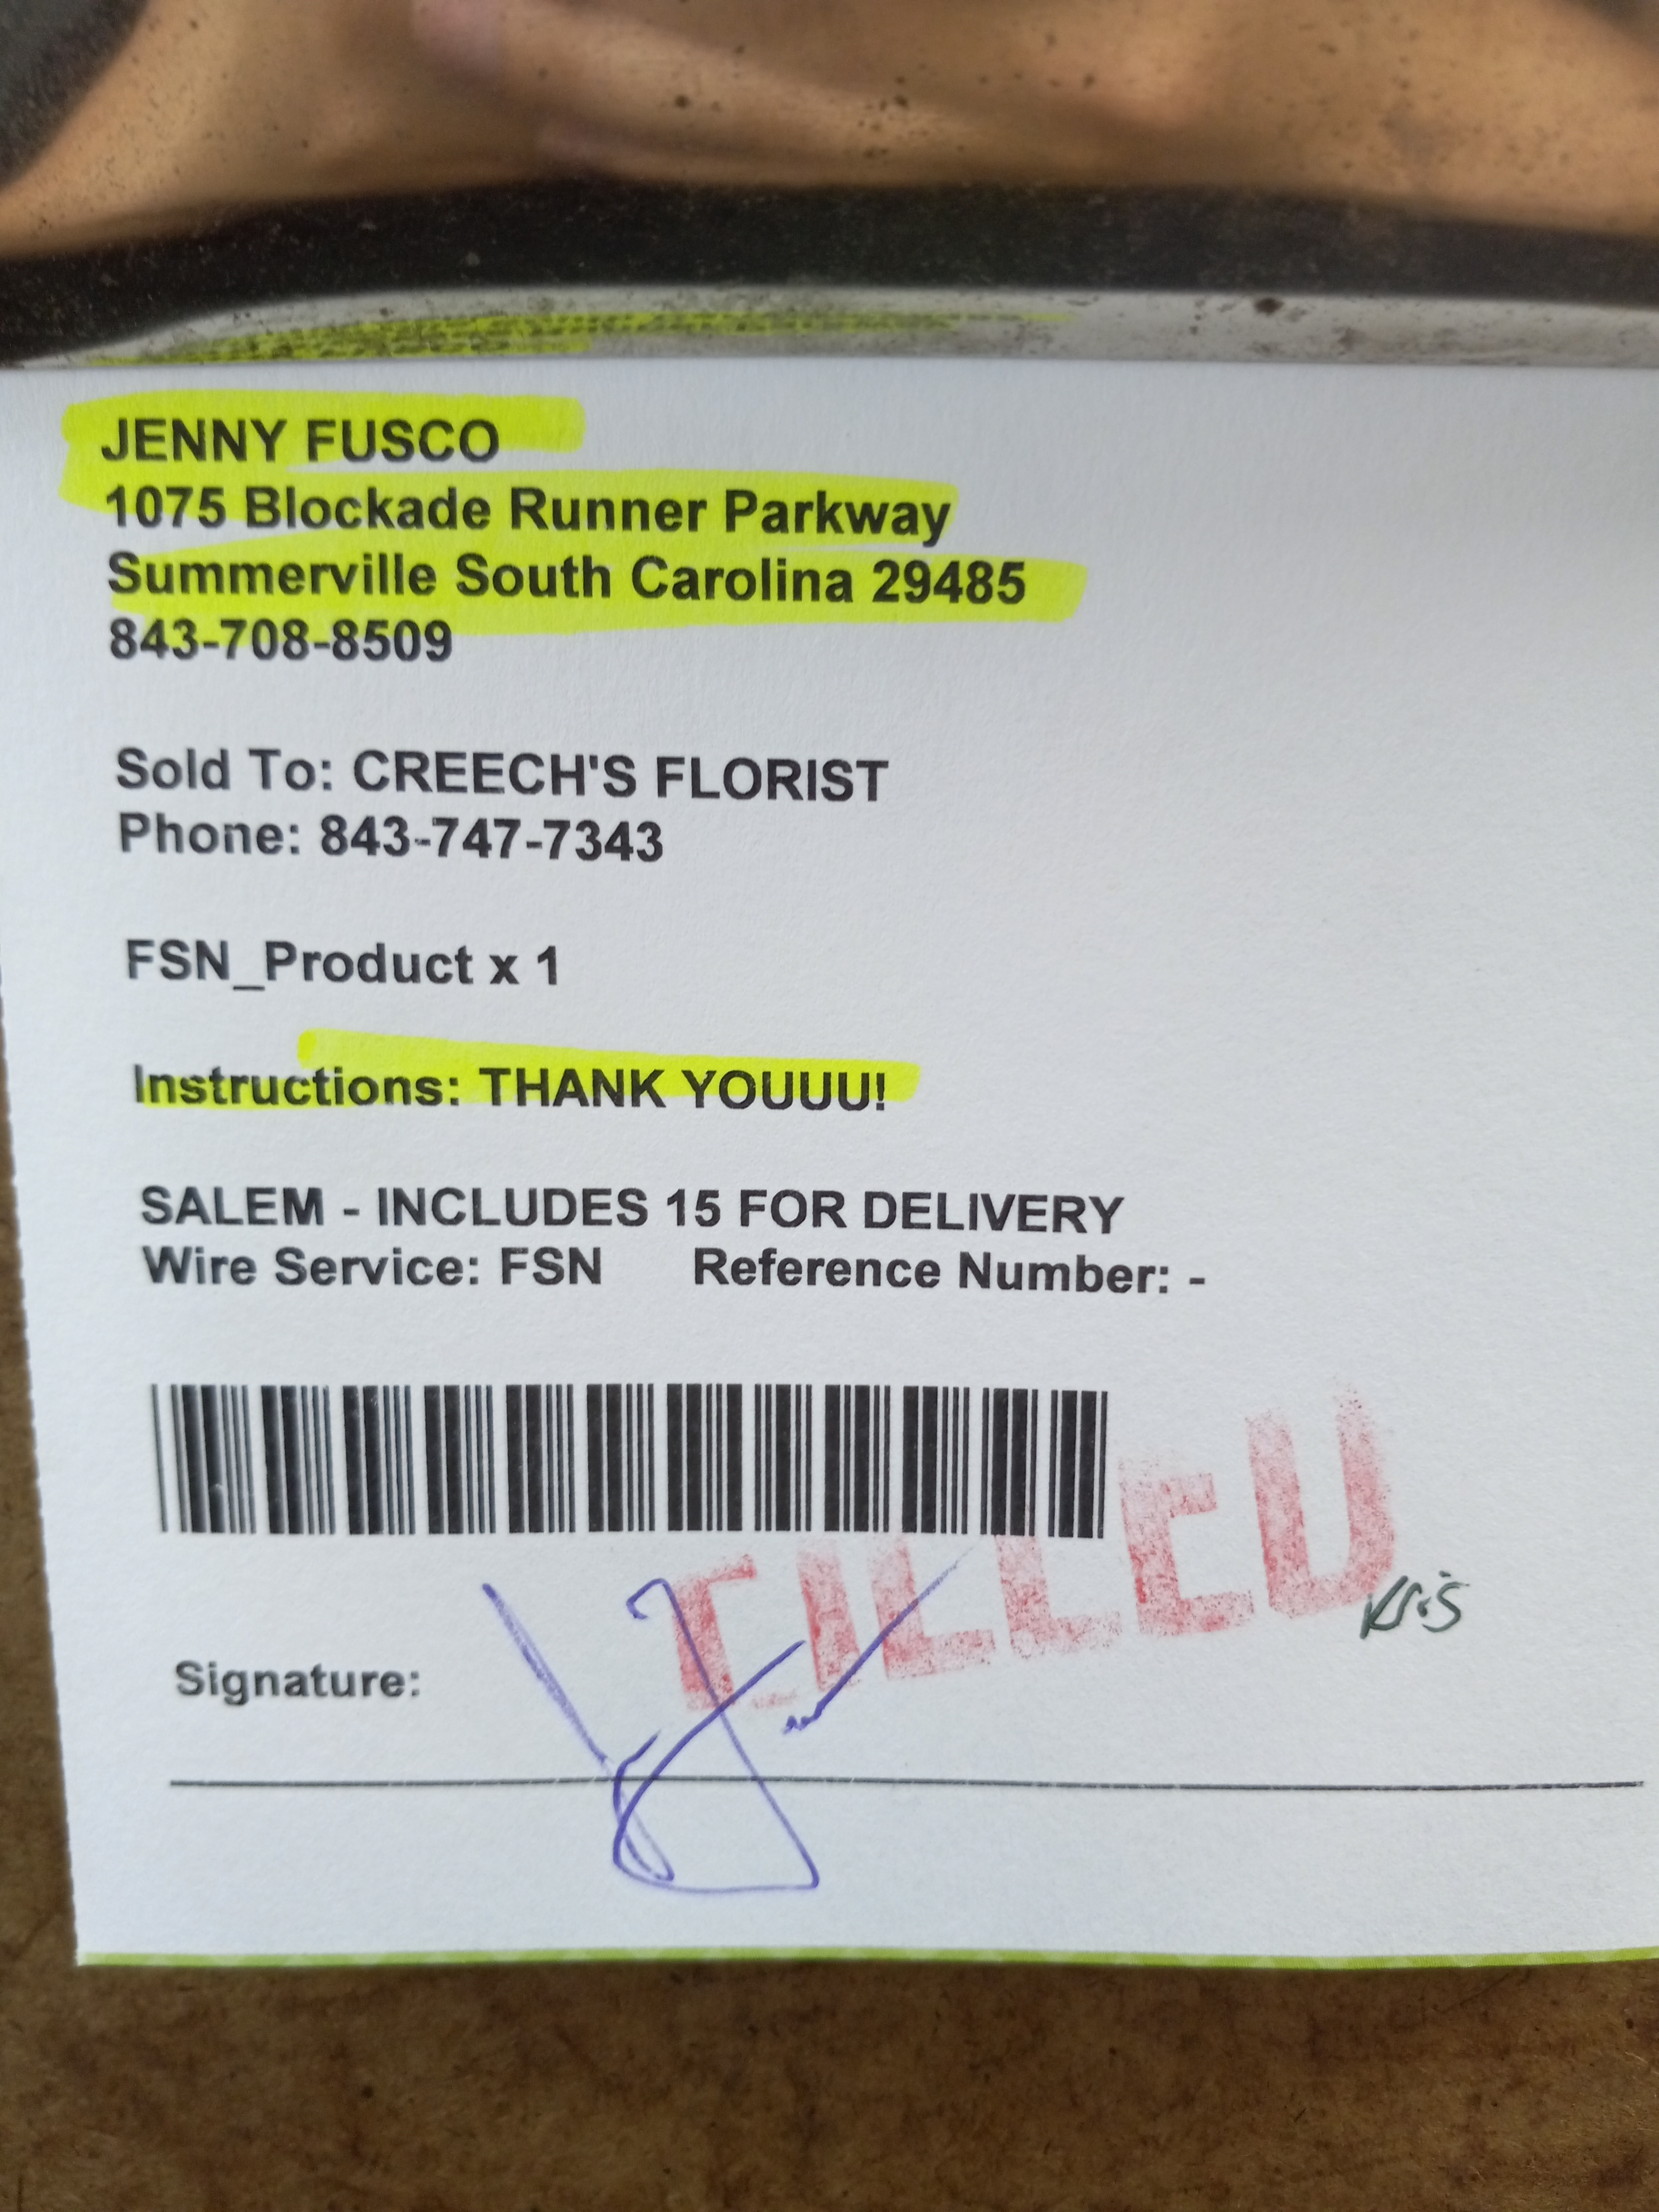 JENNY FUSCO
1075 Blockade Runner Parkway
Summerville South Carolina 29485
843-708-8509
Sold To: CREECH'S FLORIST
Phone: 843-747-7343
FSN_Product x 1
Instructions: THANK YOUUU!
SALEM - INCLUDES 15 FOR DELIVERY
Wire Service: FSN Reference Number: -
FILLED
Kris
Signature: